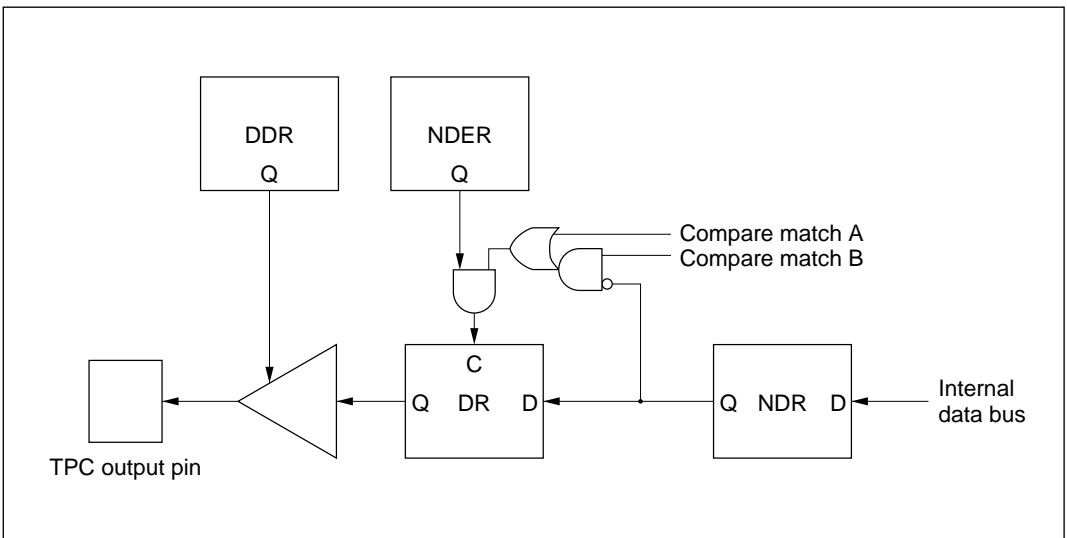 DDR
Q
NDER
Q
Compare match A
Compare match B
C
Q DR D
Q NDR D
Internal
data bus
TPC output pin